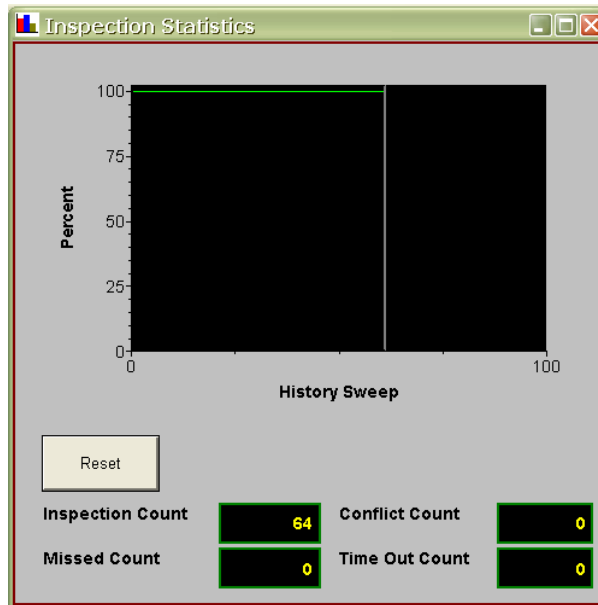 Inspection Statistics
100
75
Percent
50
25
0
0 100
History Sweep
Reset
Inspection Count 64 Conflict Count 0
Missed Count 0 Time Out Count 0